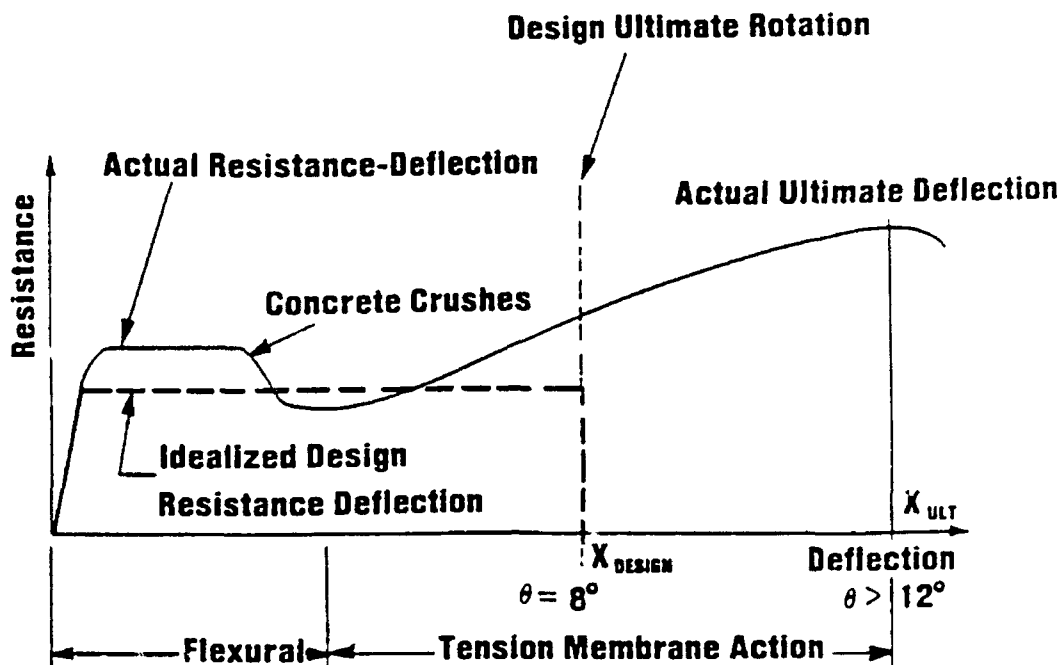 Design Ultimate Rotation
Actual Resistance-Deflection
Actual Ultimate Deflection
Resistance
Concrete Crushes
Idealized Design
Resistance Deflection
X ULT
X DESIGN
Deflection
θ = 8°
θ > 12°
Flexural
Tension Membrane Action